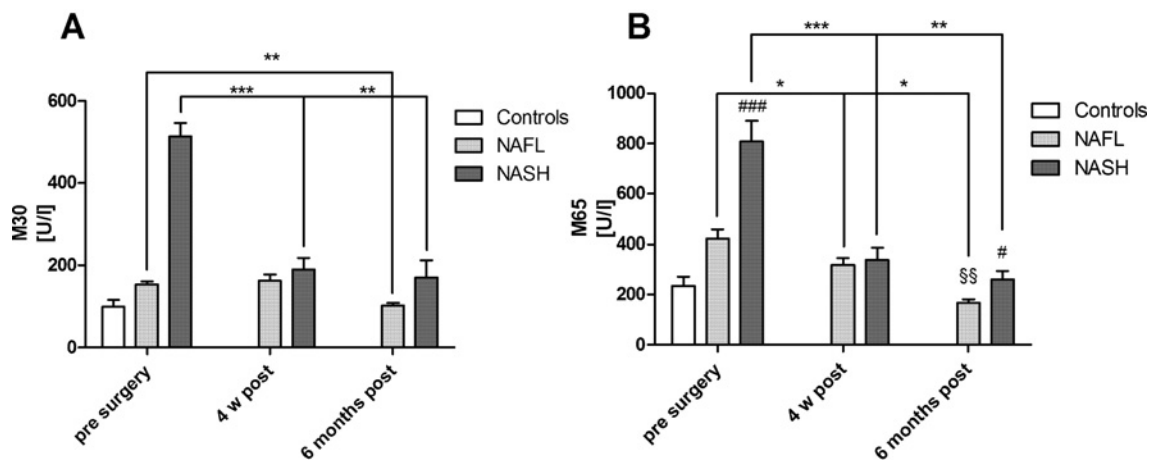 A
**
***
**
600
400
200
0
M30
[U/l]
Controls
NAFL
NASH
pre surgery
4 w post
6 months post
B
***
**
*
*
1000
800
600
400
200
0
M65
[U/l]
###
§§
#
Controls
NAFL
NASH
pre surgery
4 w post
6 months post